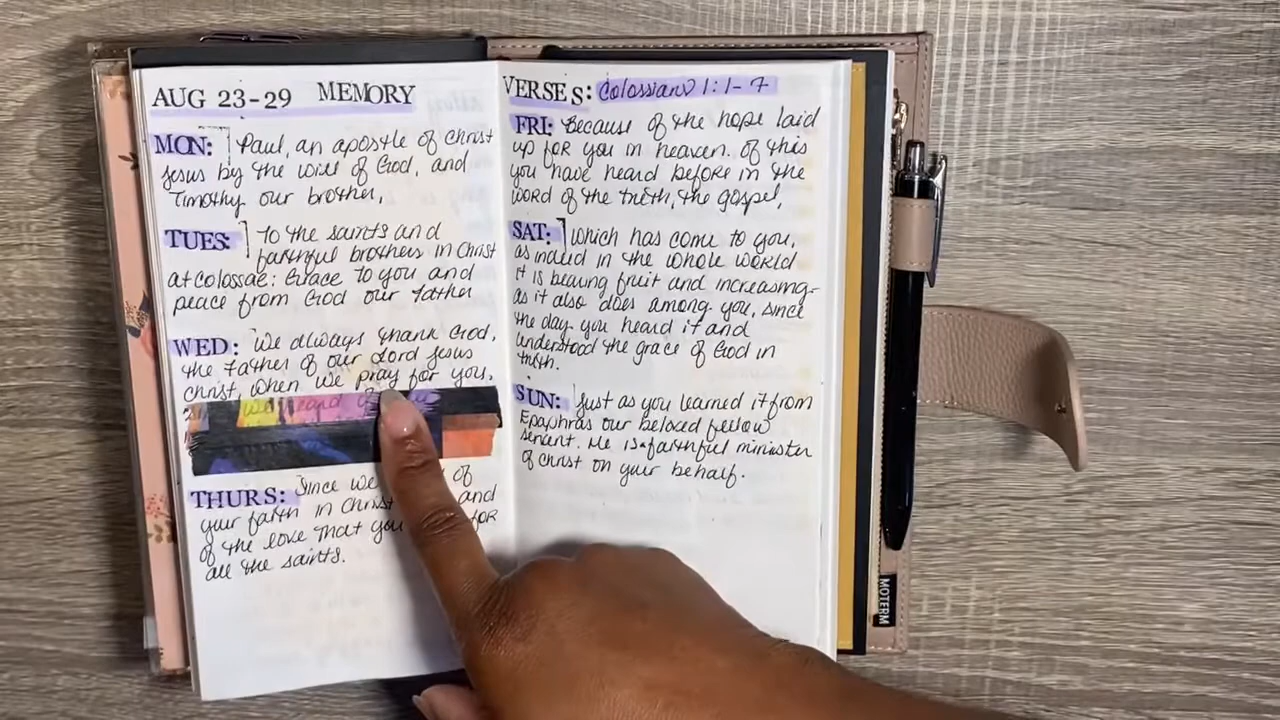 AUG 23-29 MEMORY
MON: Paul, an apostle of Christ
Jesus by the will of God, and
Timothy our brother,
TUES: To the saints and
faithful brothers in Christ
at Colossae: Grace to you and
peace from God our father
WED: We always thank God,
the father of our Lord Jesus
Christ, when we pray for you,
we heard of
THURS: Since we of
your faith in Christ and
of the love that you for
all the saints.
VERSES: Colossians 1:1-7
FRI: Because of the hope laid
up for you in heaven. Of this
you have heard before in the
word of the truth, the gospel,
SAT: which has come to you,
as indeed in the whole world
it is bearing fruit and increasing-
as it also does among you, since
the day you heard it and
understood the grace of God in
truth.
SUN: Just as you learned it from
Epaphras our beloved fellow
servant. He is a faithful minister
of Christ on your behalf.
MOTERM